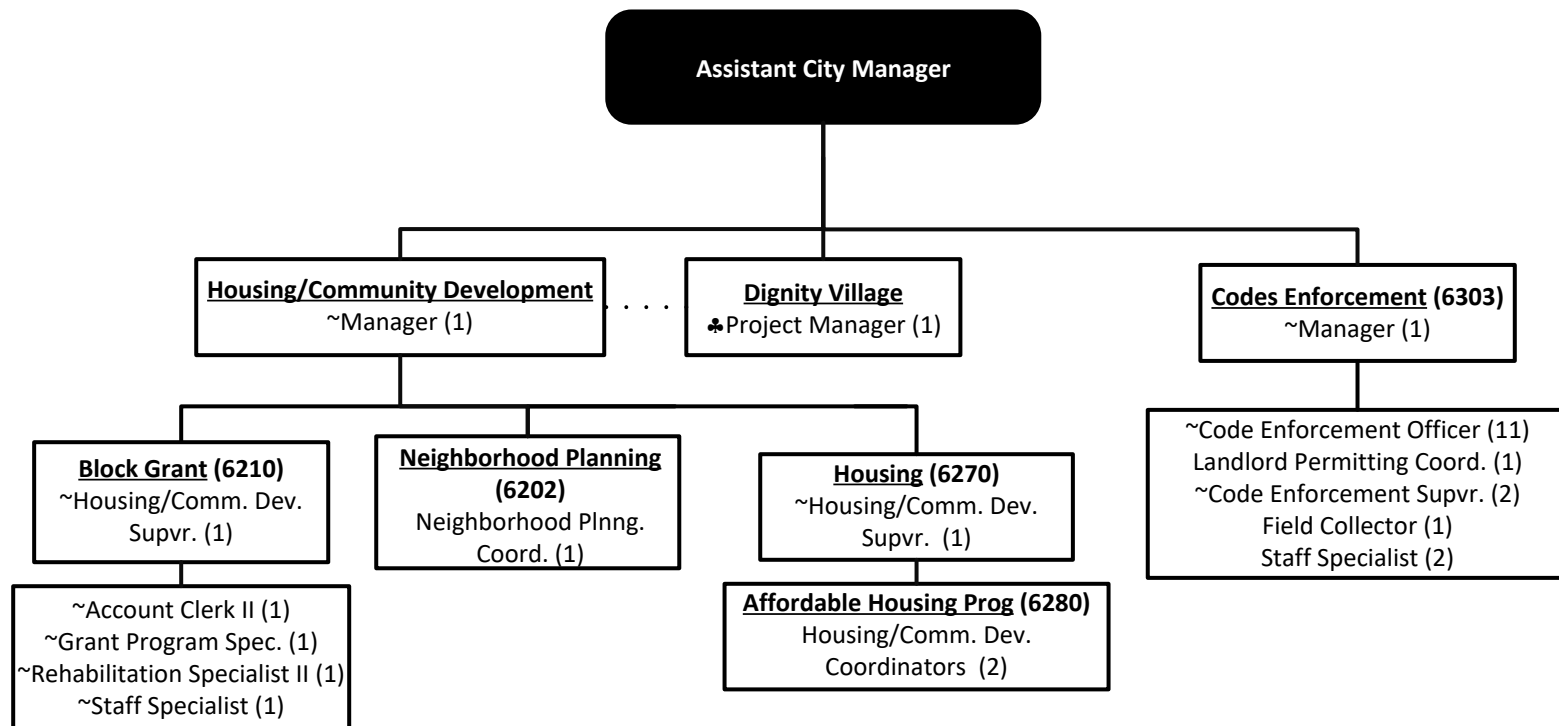 Assistant City Manager
Housing/Community Development
~Manager (1)
Dignity Village
♣Project Manager (1)
Codes Enforcement (6303)
~Manager (1)
Block Grant (6210)
~Housing/Comm. Dev.
Supvr. (1)
Neighborhood Planning
(6202)
Neighborhood Plnng.
Coord. (1)
Housing (6270)
~Housing/Comm. Dev.
Supvr. (1)
~Code Enforcement Officer (11)
Landlord Permitting Coord. (1)
~Code Enforcement Supvr. (2)
Field Collector (1)
Staff Specialist (2)
~Account Clerk II (1)
~Grant Program Spec. (1)
~Rehabilitation Specialist II (1)
~Staff Specialist (1)
Affordable Housing Prog (6280)
Housing/Comm. Dev.
Coordinators (2)